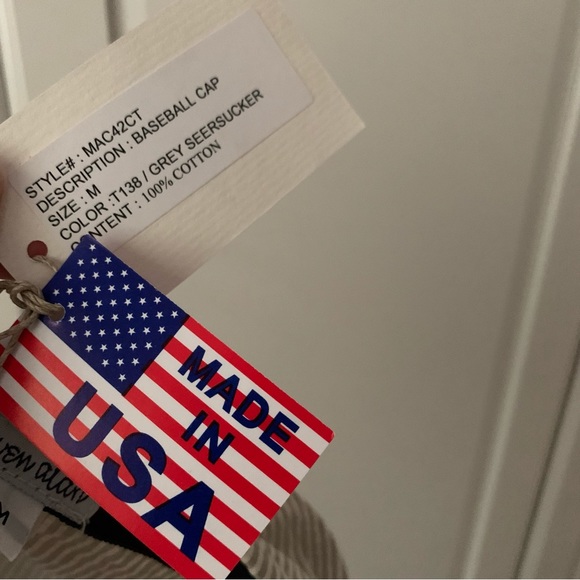 STYLE# : MAC42CT
DESCRIPTION : BASEBALL CAP
SIZE : M
COLOR :T138 / GREY SEERSUCKER
CONTENT : 100% COTTON
MADE
IN
USA